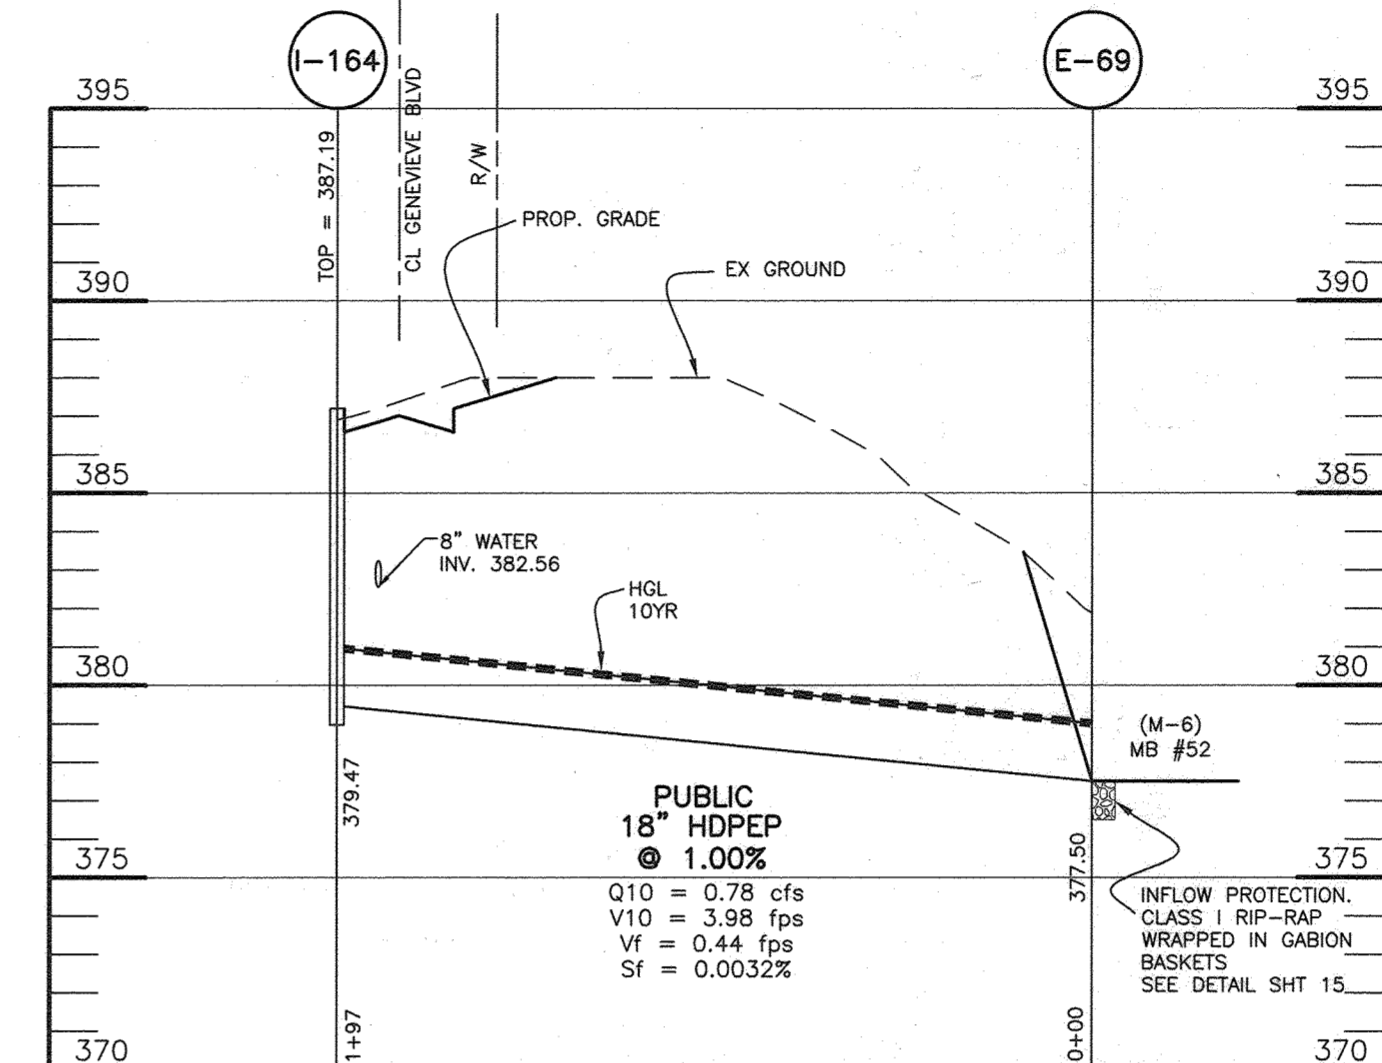 I-164
E-69
395
395
TOP = 387.19
CL GENEVIEVE BLVD
R/W
PROP. GRADE
EX GROUND
390
390
385
385
8" WATER
INV. 382.56
HGL
10YR
380
380
(M-6)
MB #52
379.47
PUBLIC
18" HDPEP
@ 1.00%
Q10 = 0.78 cfs
V10 = 3.98 fps
Vf = 0.44 fps
Sf = 0.0032%
377.50
375
375
INFLOW PROTECTION.
CLASS I RIP-RAP
WRAPPED IN GABION
BASKETS
SEE DETAIL SHT 15
1+97
0+00
370
370